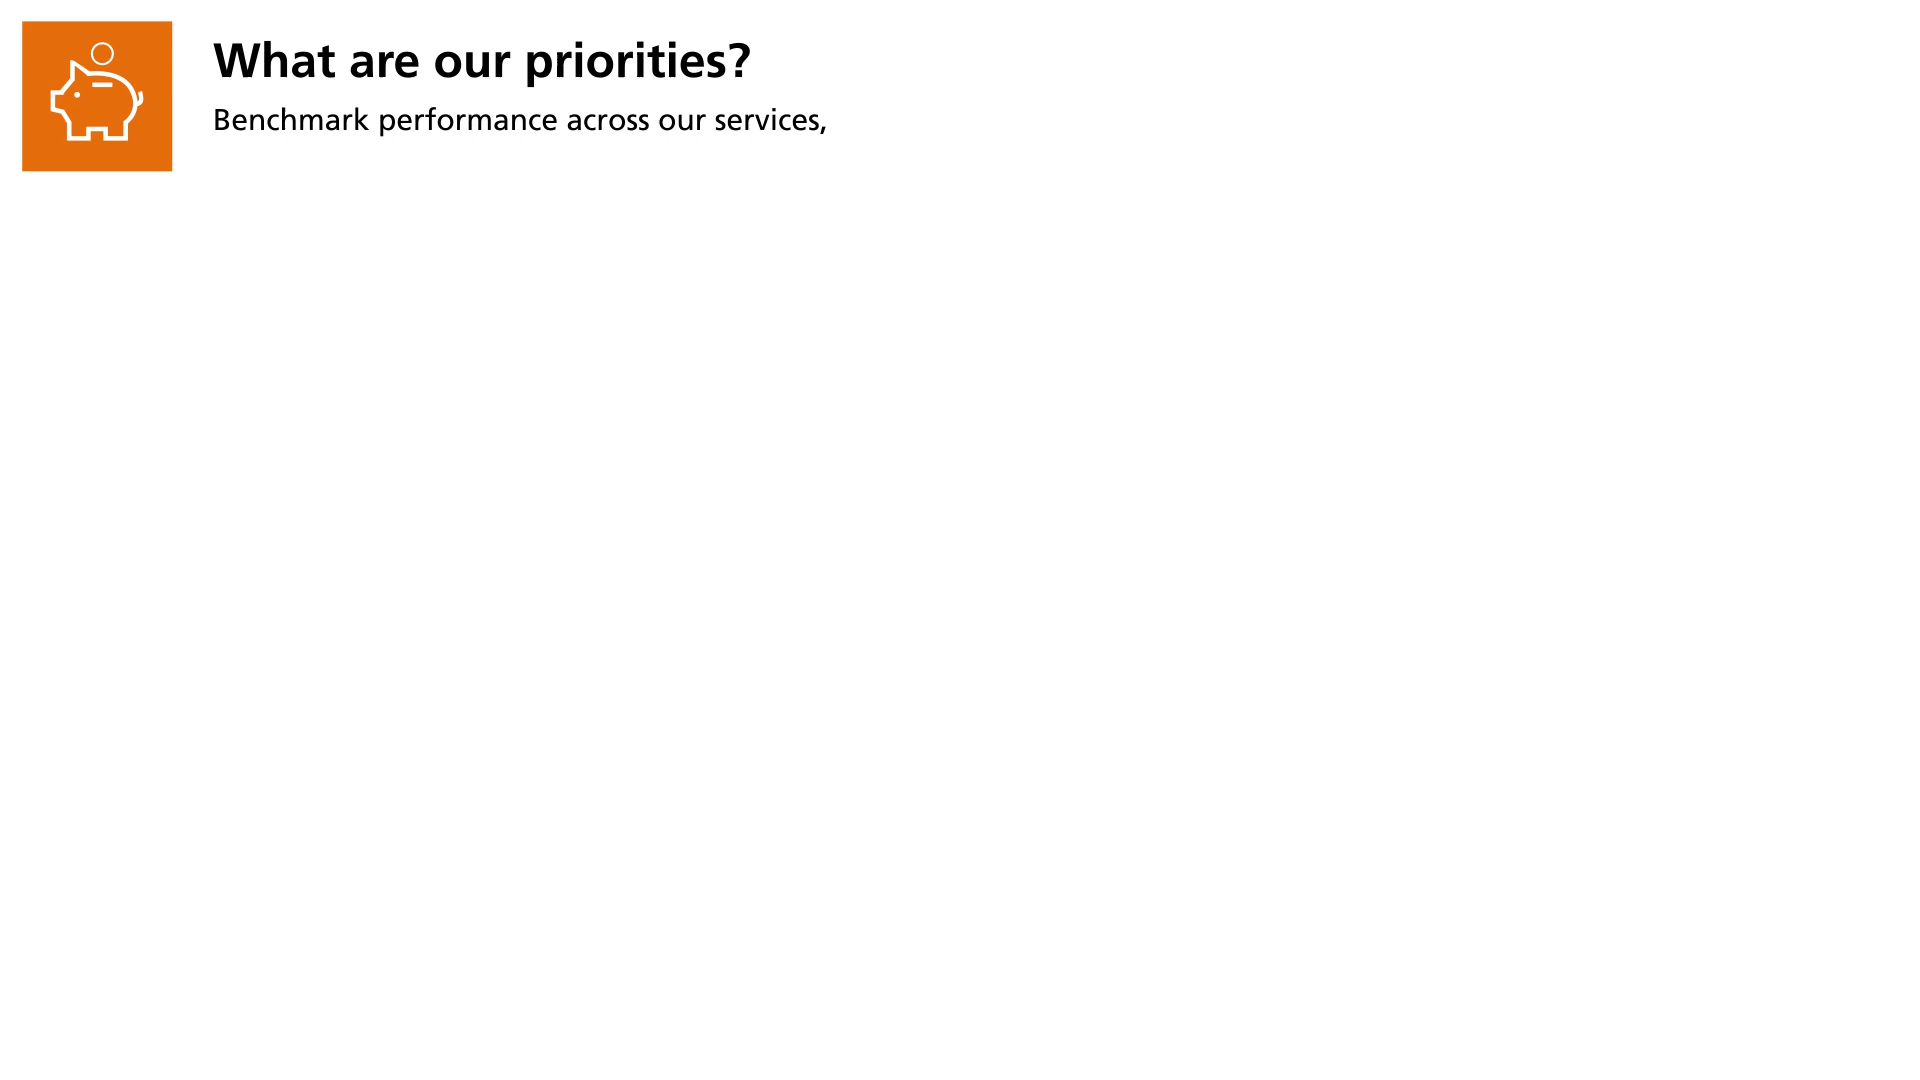 What are our priorities?
Benchmark performance across our services,